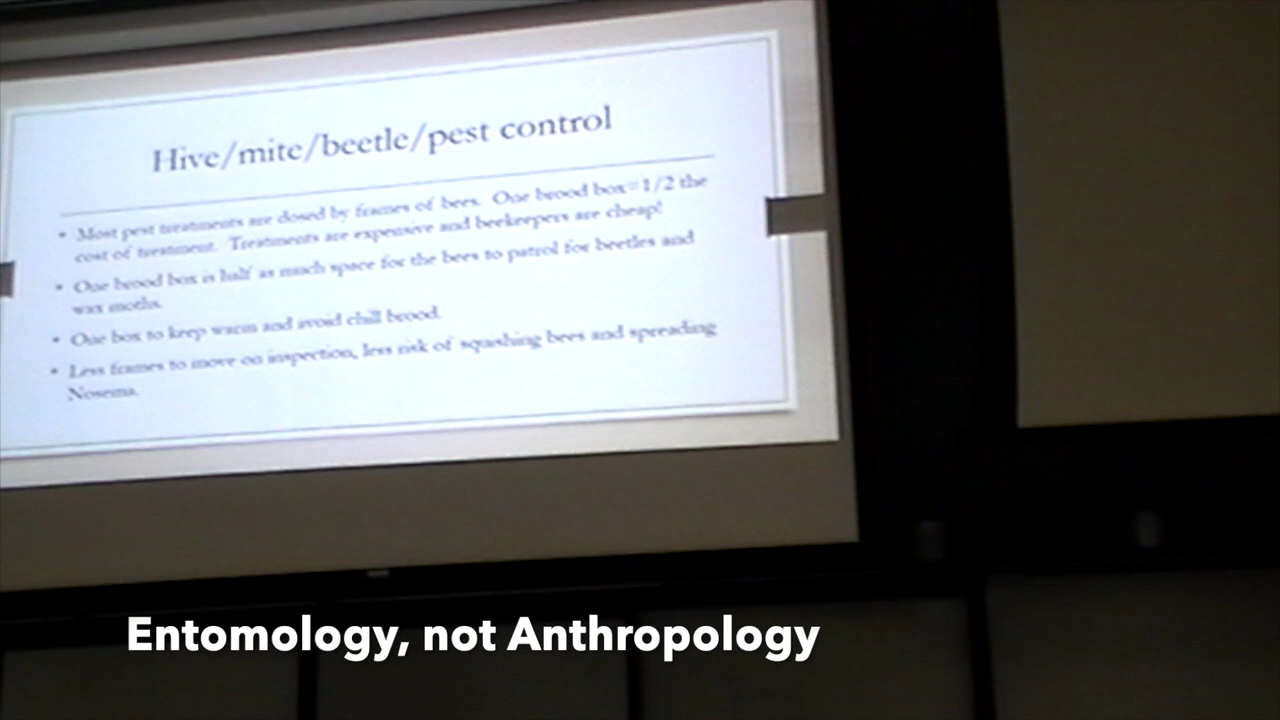 Hive/mite/beetle/pest control
• Most pest treatments are dosed by frames of bees. One brood box=1/2 the
cost of treatment. Treatments are expensive and beekeepers are cheap!
• One brood box is half as much space for the bees to patrol for beetles and
wax moths.
• One box to keep warm and avoid chill brood.
• Less frames to move on inspection, less risk of squishing bees and spreading
Nosema.
Entomology, not Anthropology